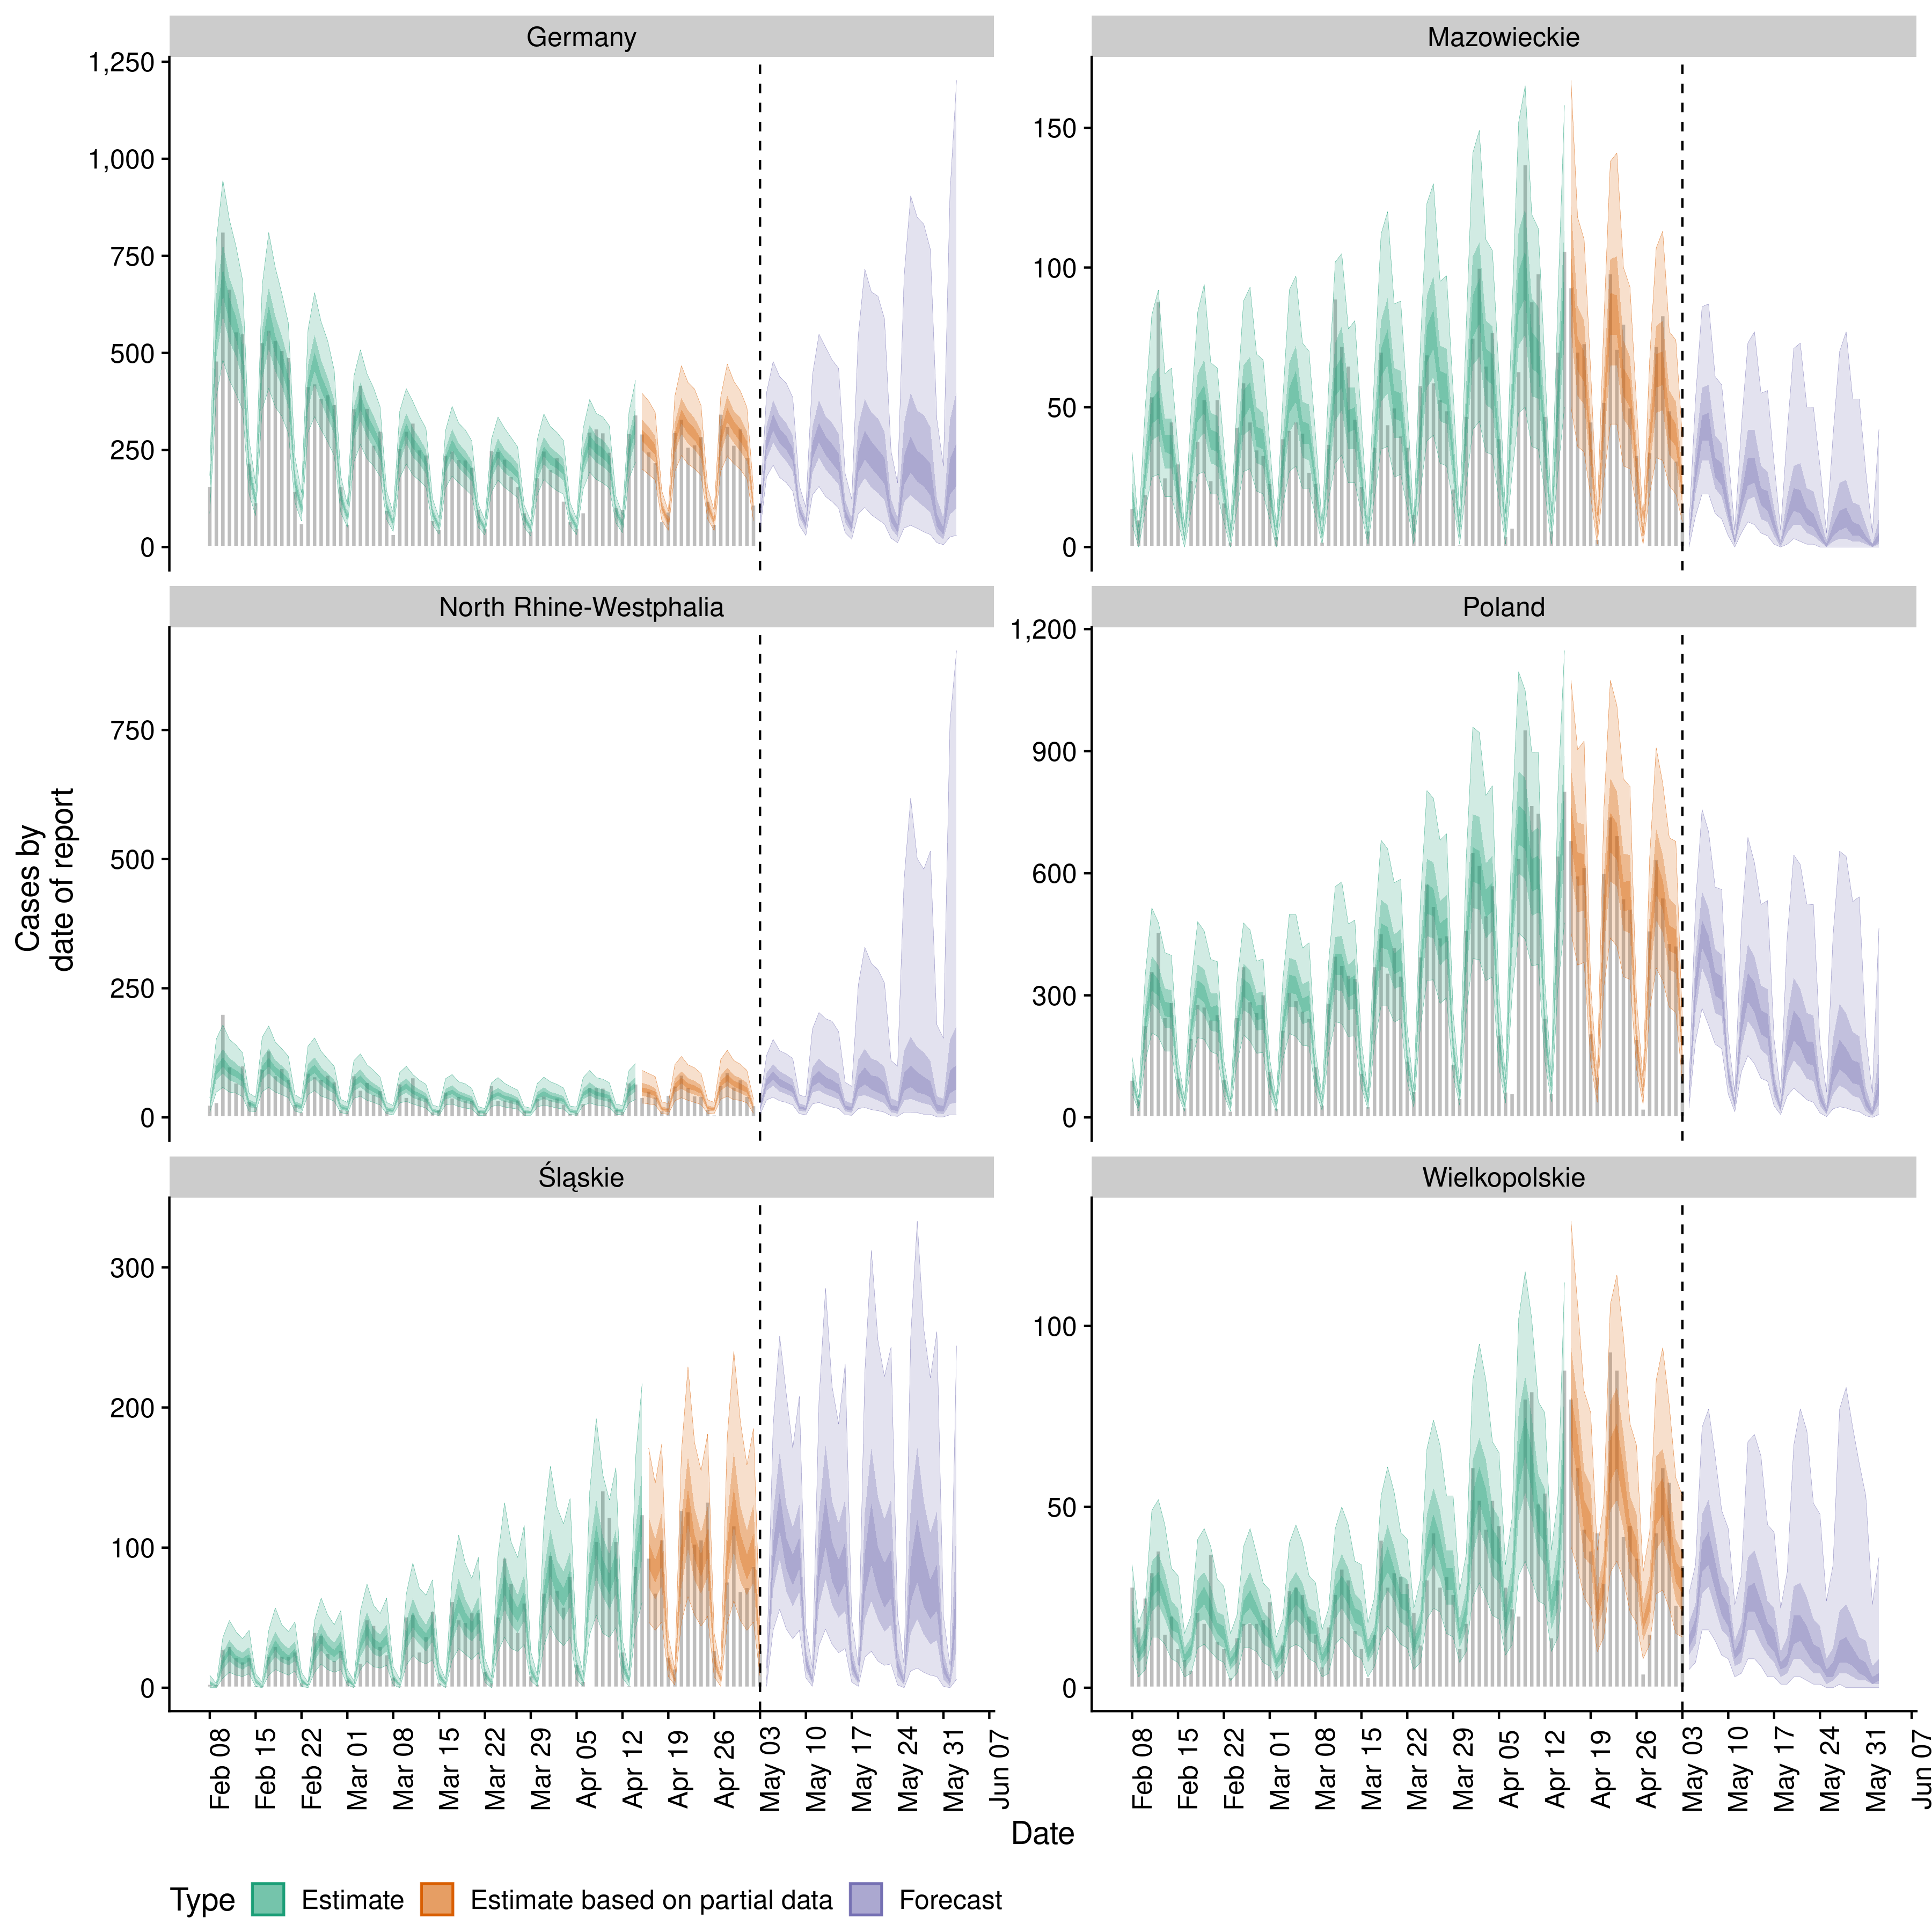 Germany
Mazowieckie
1,250
1,000
750
500
250
0
150
100
50
0
North Rhine-Westphalia
Poland
750
500
250
0
1,200
900
600
300
0
Śląskie
Wielkopolskie
300
200
100
0
100
50
0
Cases by
date of report
Feb 08
Feb 15
Feb 22
Mar 01
Mar 08
Mar 15
Mar 22
Mar 29
Apr 05
Apr 12
Apr 19
Apr 26
May 03
May 10
May 17
May 24
May 31
Jun 07
Feb 08
Feb 15
Feb 22
Mar 01
Mar 08
Mar 15
Mar 22
Mar 29
Apr 05
Apr 12
Apr 19
Apr 26
May 03
May 10
May 17
May 24
May 31
Jun 07
Date
Type Estimate Estimate based on partial data Forecast